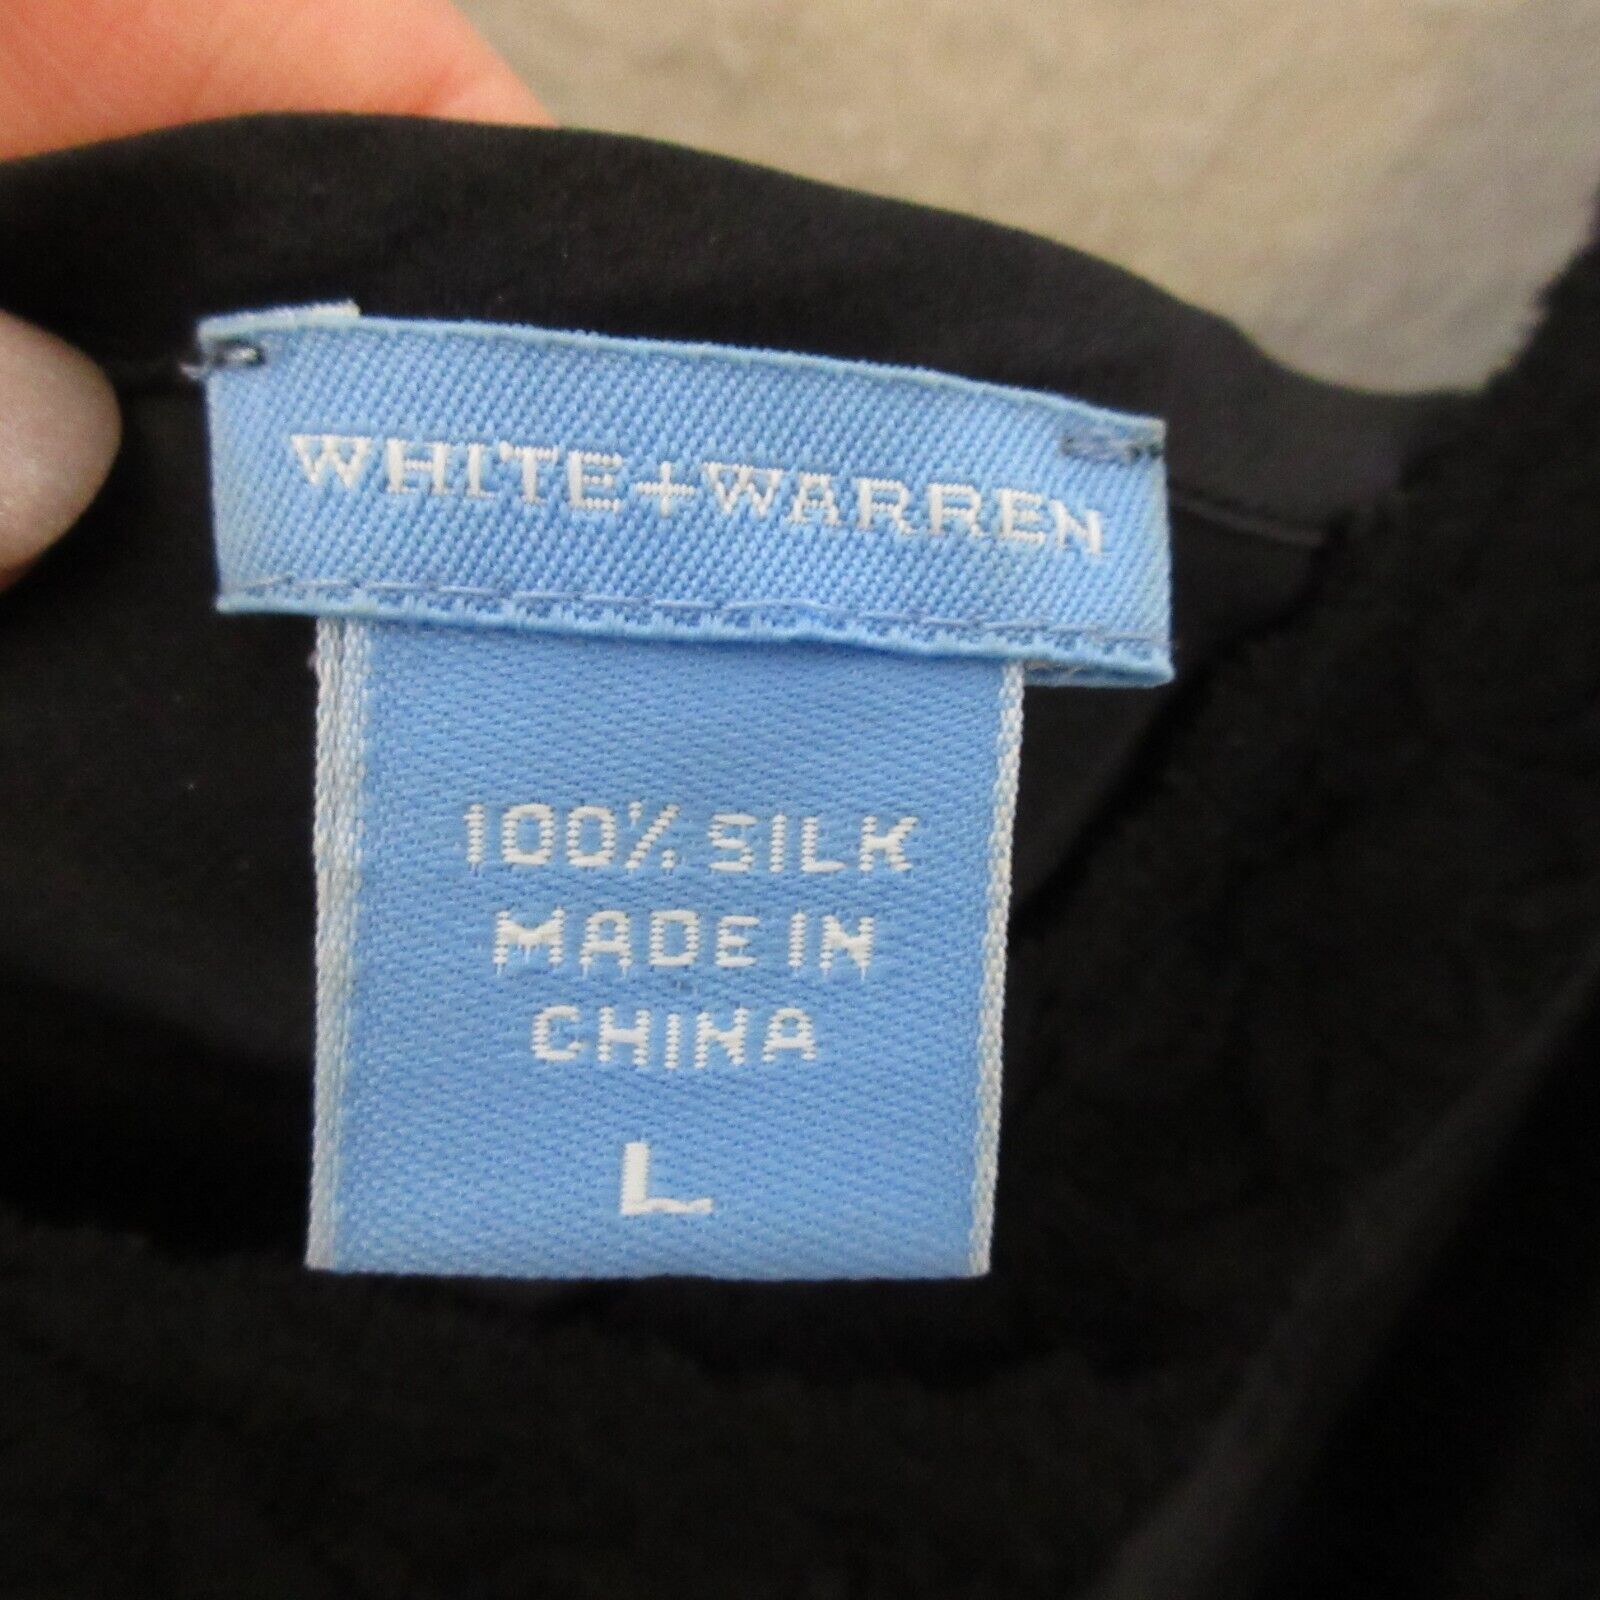 WHITE+WARREN
100% SILK
MADE IN
CHINA
L